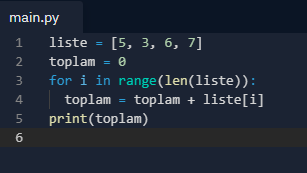 main.py
1 liste = [5, 3, 6, 7]
2 toplam = 0
3 for i in range(len(liste)):
4   toplam = toplam + liste[i]
5 print(toplam)
6